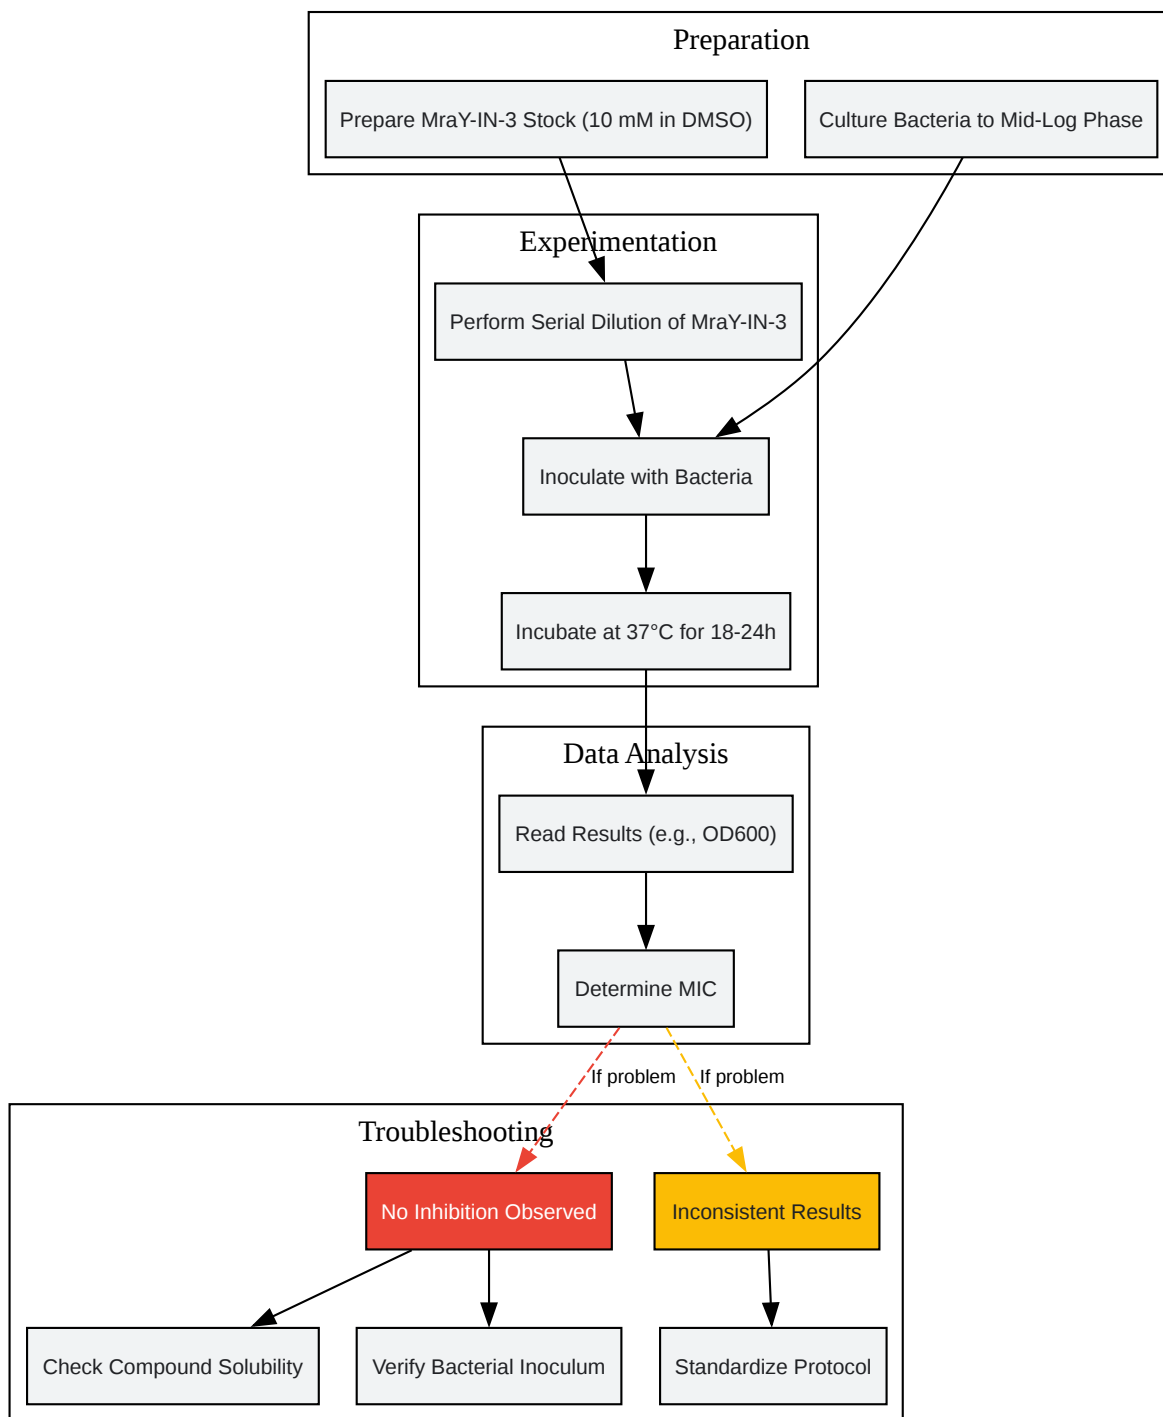 Preparation
Prepare MraY-IN-3 Stock (10 mM in DMSO)
Culture Bacteria to Mid-Log Phase
Experimentation
Perform Serial Dilution of MraY-IN-3
Inoculate with Bacteria
Incubate at 37°C for 18-24h
Data Analysis
Read Results (e.g., OD600)
Determine MIC
If problem
If problem
Troubleshooting
No Inhibition Observed
Inconsistent Results
Check Compound Solubility
Verify Bacterial Inoculum
Standardize Protocol